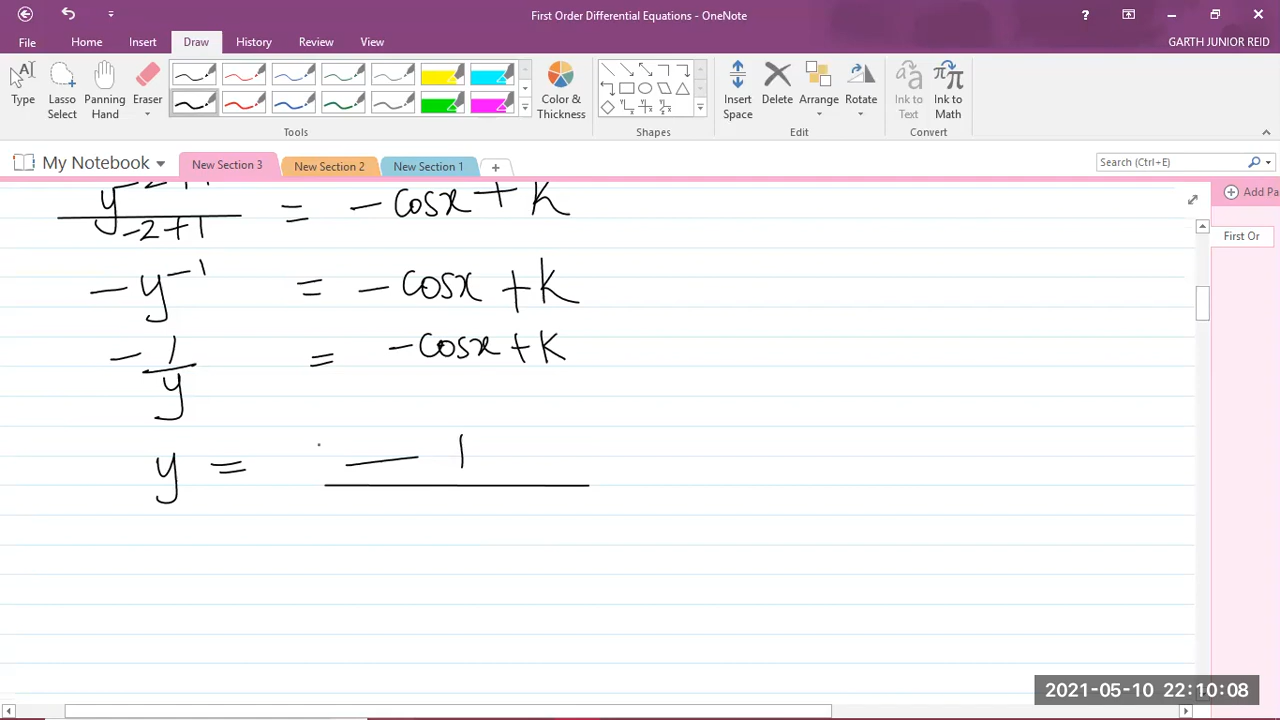 First Order Differential Equations - OneNote
?
File Home Insert Draw History Review View GARTH JUNIOR REID
Type
Lasso Select
Panning Hand
Eraser
Color & Thickness
Insert Space
Delete
Arrange
Rotate
Ink to Text
Ink to Math
Tools
Shapes
Edit
Convert
My Notebook New Section 3 New Section 2 New Section 1 + Search (Ctrl+E)
Add Pa
First Or
y^-2+1 / -2+1 = -cosx + K
-y^-1 = -cosx + K
-1/y = -cosx + K
y = -1
2021-05-10 22:10:08